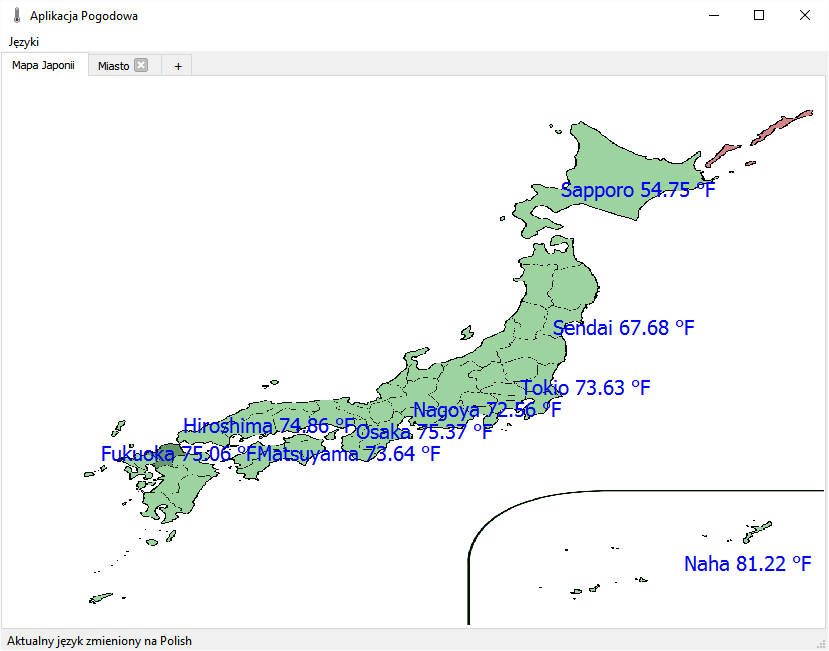 Aplikacja Pogodowa
Języki
Mapa Japonii
Miasto
+
Sapporo 54.75 °F
Sendai 67.68 °F
Tokio 73.63 °F
Nagoya 72.56 °F
Hiroshima 74.86 °F
Osaka 75.37 °F
Fukuoka 75.06 °F
Matsuyama 73.64 °F
Naha 81.22 °F
Aktualny język zmieniony na Polish